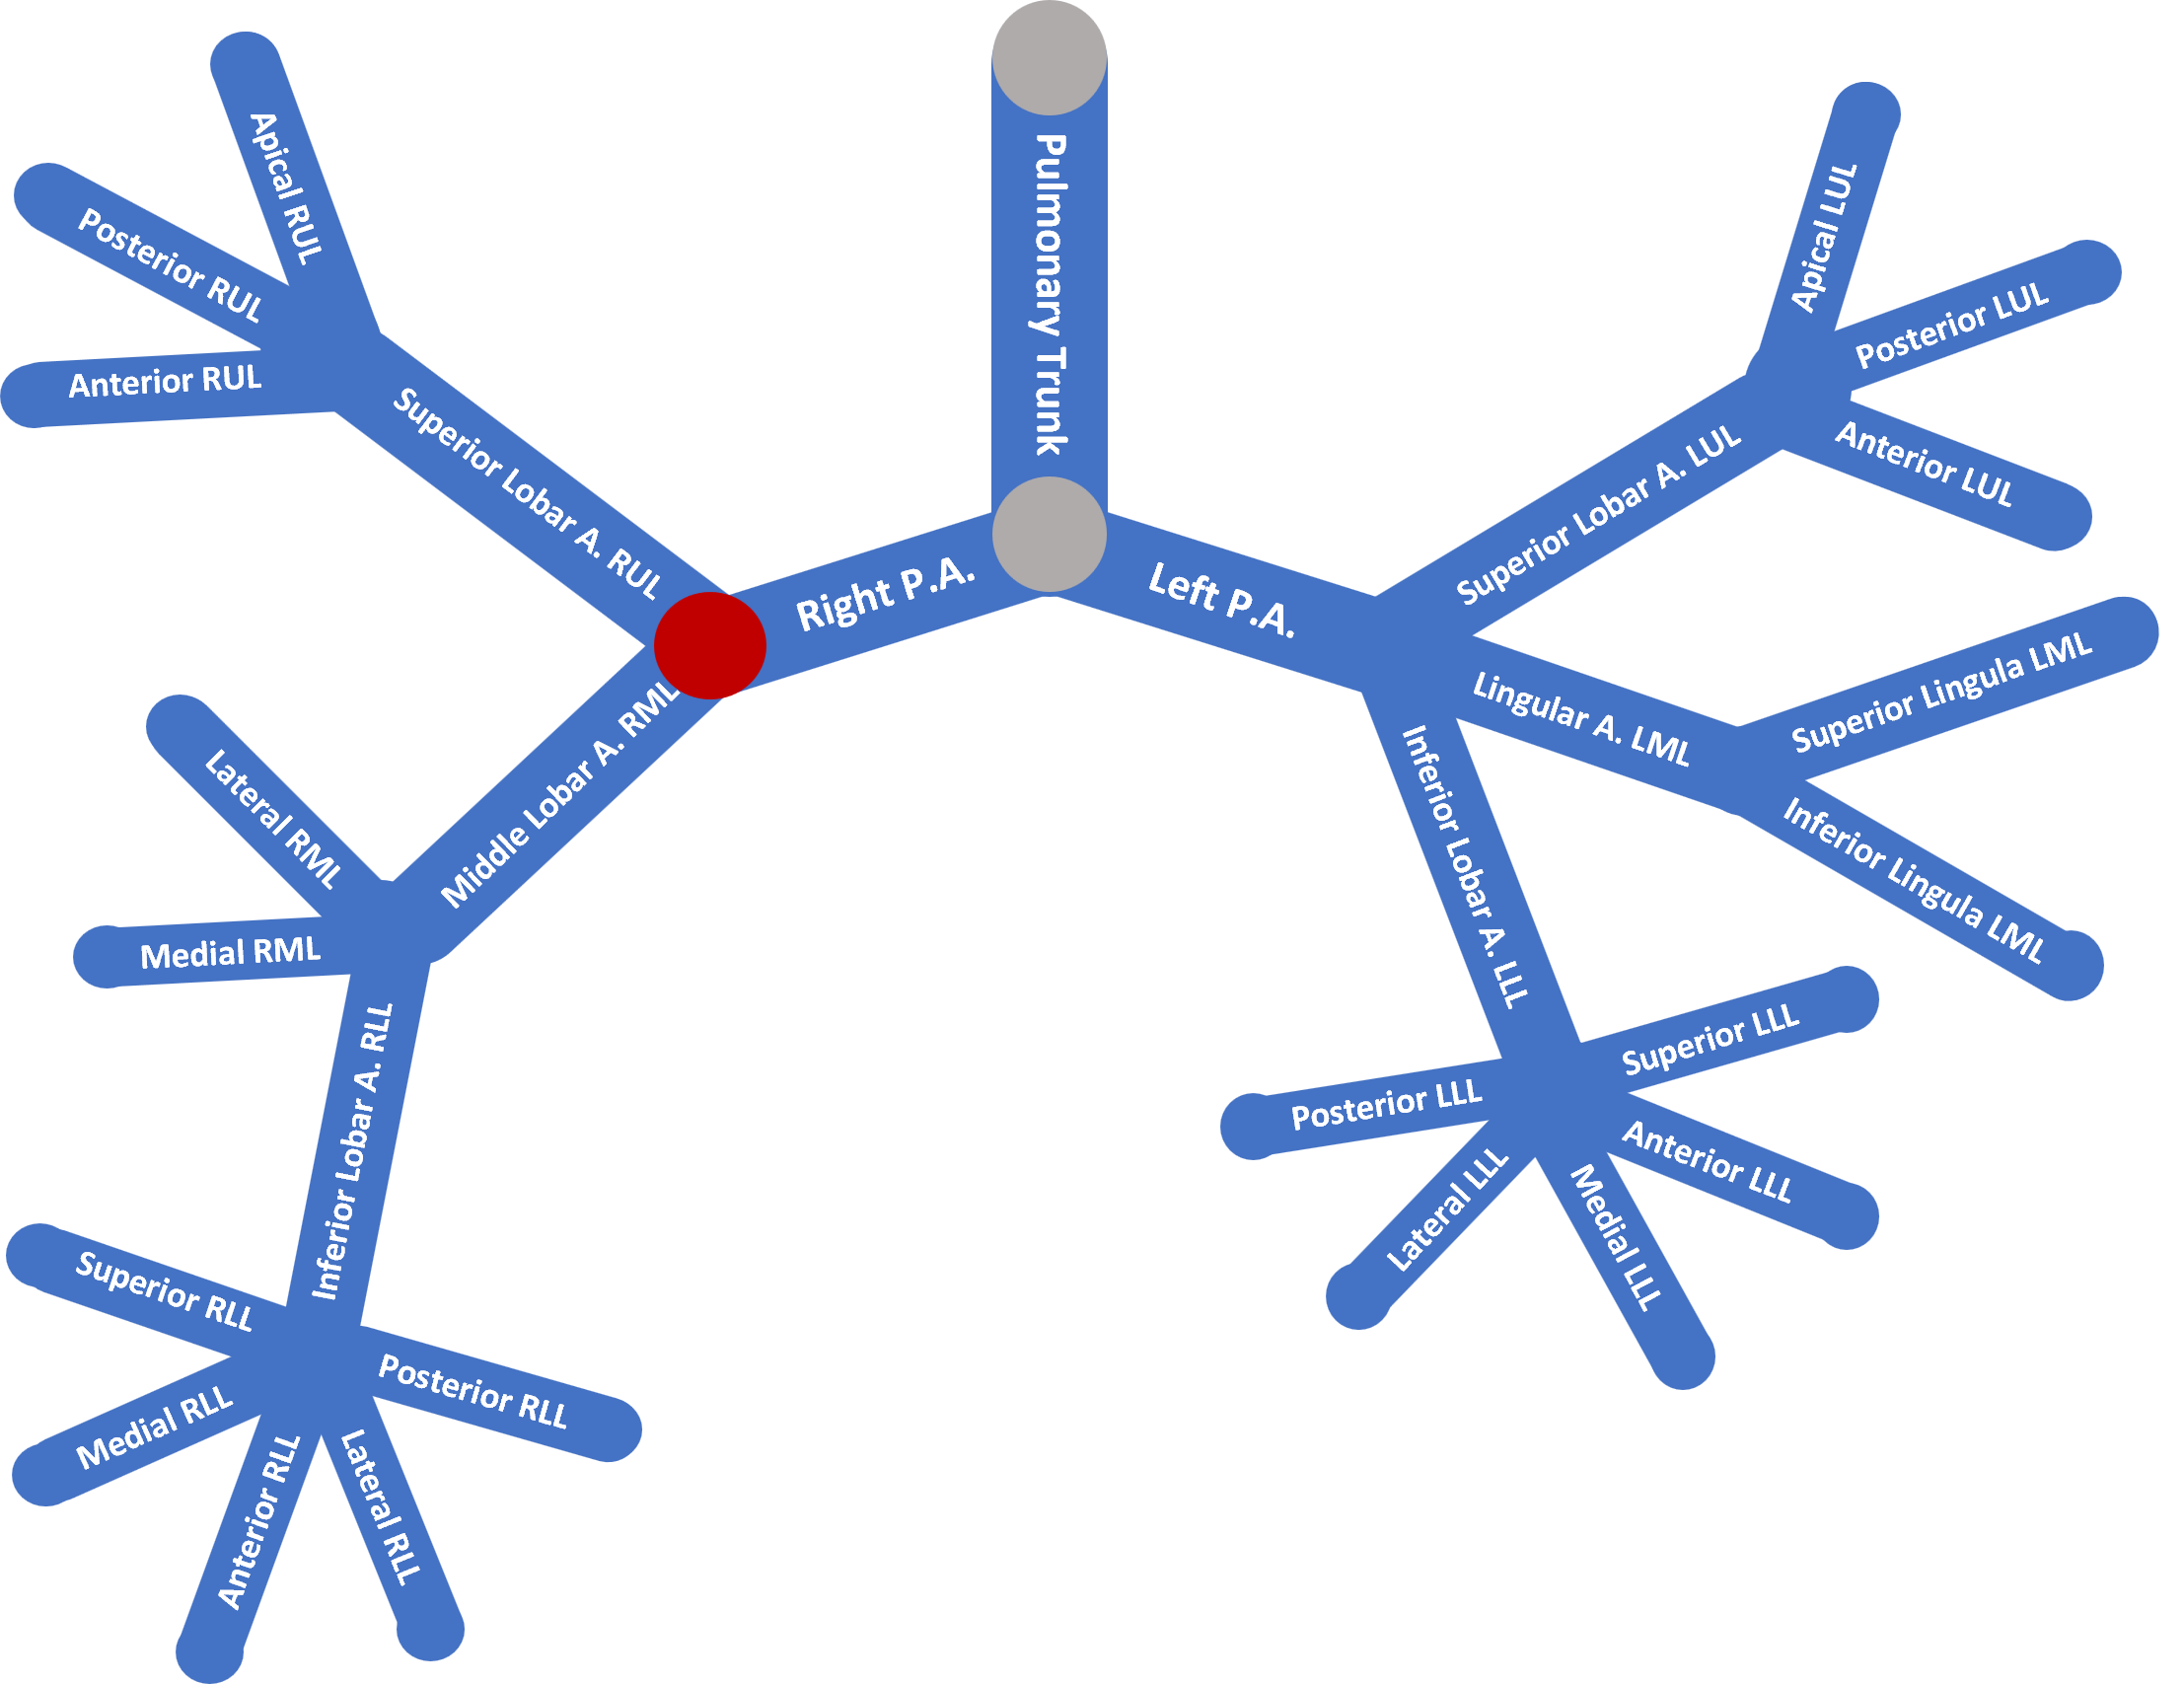 Pulmonary Trunk
Right P.A.
Left P.A.
Superior Lobar A. RUL
Apical RUL
Posterior RUL
Anterior RUL
Middle Lobar A. RML
Lateral RML
Medial RML
Inferior Lobar A. RLL
Superior RLL
Medial RLL
Anterior RLL
Lateral RLL
Posterior RLL
Superior Lobar A. LUL
Apical LUL
Posterior LUL
Anterior LUL
Lingular A. LML
Superior Lingula LML
Inferior Lingula LML
Inferior Lobar A. LLL
Superior LLL
Anterior LLL
Medial LLL
Lateral LLL
Posterior LLL